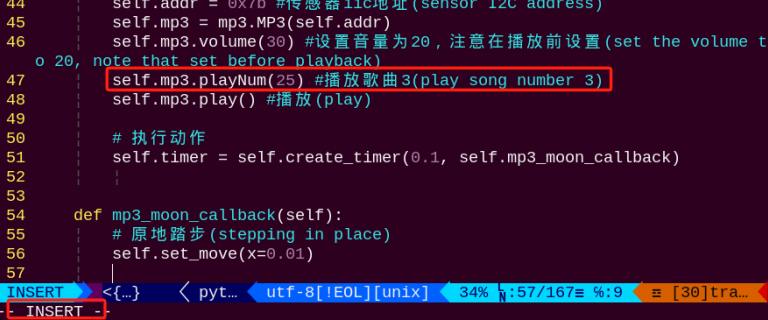 44 self.addr = 0x7b #传感器iic地址(sensor I2C address)
45 self.mp3 = mp3.MP3(self.addr)
46 self.mp3.volume(30) #设置音量为20，注意在播放前设置(set the volume t
o 20, note that set before playback)
47 self.mp3.playNum(25) #播放歌曲3(play song number 3)
48 self.mp3.play() #播放(play)
49
50 # 执行动作
51 self.timer = self.create_timer(0.1, self.mp3_moon_callback)
52
53
54 def mp3_moon_callback(self):
55 # 原地踏步(stepping in place)
56 self.set_move(x=0.01)
57
INSERT <{…} pyt… utf-8[!EOL][unix] 34% ㏑:57/167≡ ℅:9 ☲ [30]tra…
-- INSERT --